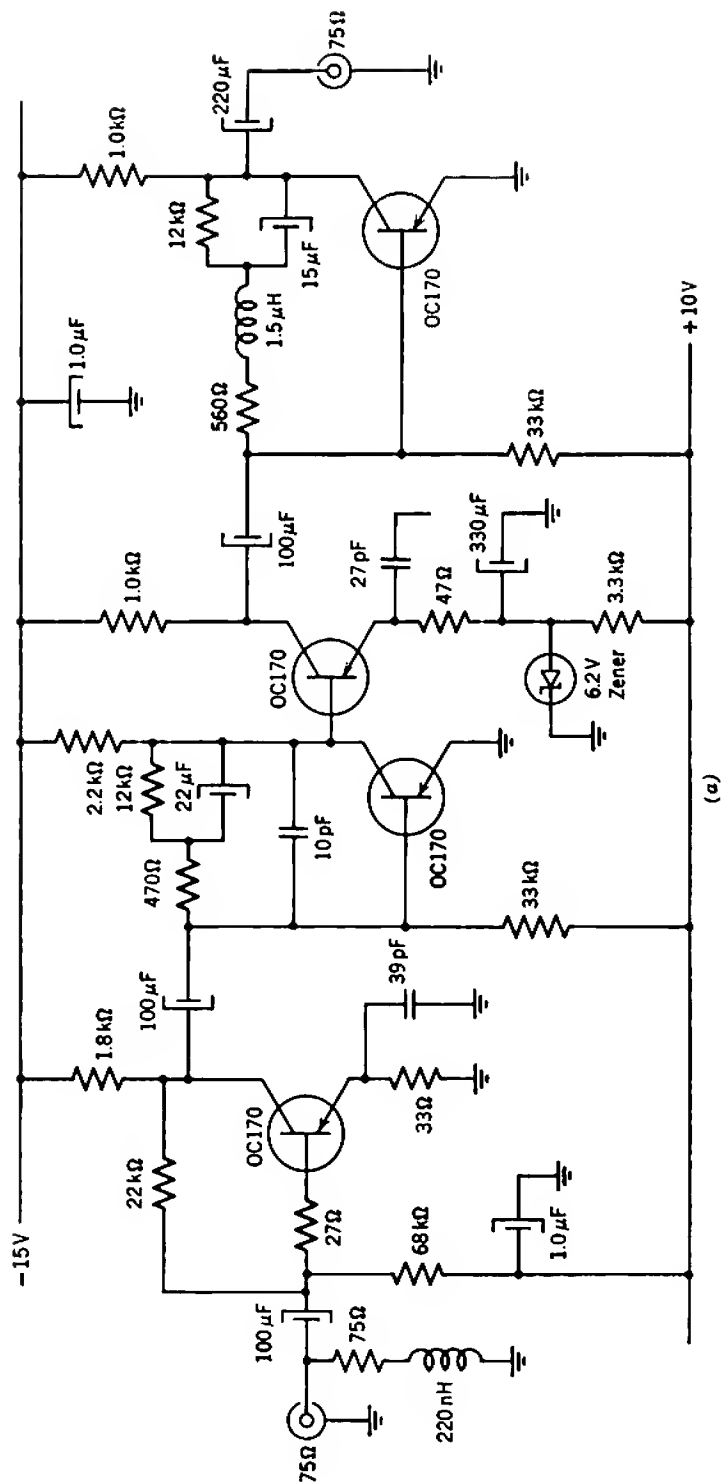 -15V
1.8kΩ
22kΩ
100μF
75Ω
75Ω
220nH
27Ω
OC170
68kΩ
1.0μF
33Ω
39pF
100μF
470Ω
2.2kΩ
12kΩ
22μF
10pF
OC170
33kΩ
OC170
1.0kΩ
100μF
27pF
47Ω
330μF
6.2V
Zener
3.3kΩ
1.0μF
560Ω
1.5μH
12kΩ
15μF
1.0kΩ
220μF
75Ω
OC170
33kΩ
+10V
(a)